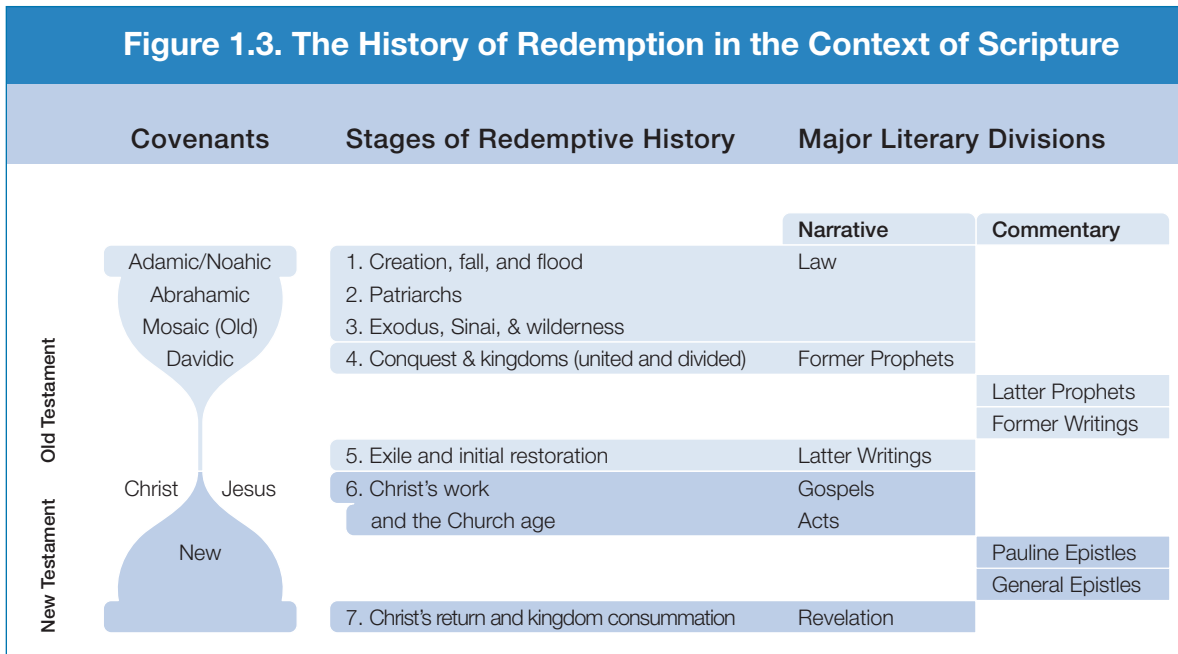 Figure 1.3. The History of Redemption in the Context of Scripture
Covenants Stages of Redemptive History Major Literary Divisions
Narrative Commentary
Adamic/Noahic 1. Creation, fall, and flood Law
Abrahamic 2. Patriarchs
Mosaic (Old) 3. Exodus, Sinai, & wilderness
Davidic 4. Conquest & kingdoms (united and divided) Former Prophets
Latter Prophets
Former Writings
Old Testament
5. Exile and initial restoration Latter Writings
Christ Jesus 6. Christ’s work Gospels
and the Church age Acts
New Pauline Epistles
General Epistles
New Testament
7. Christ’s return and kingdom consummation Revelation